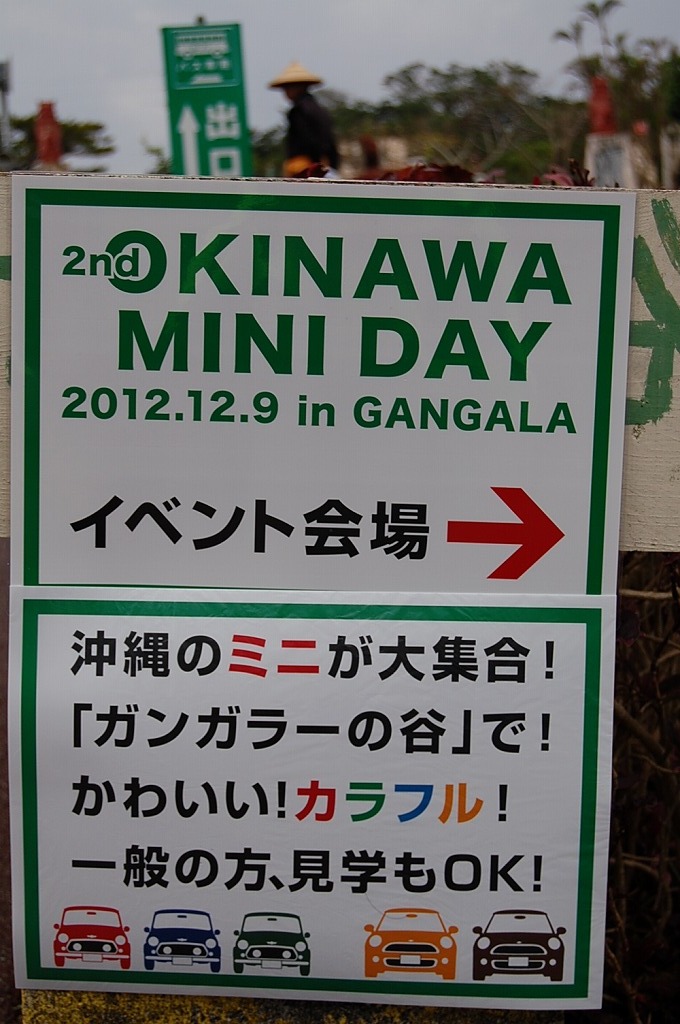 出口
2nd OKINAWA
MINI DAY
2012.12.9 in GANGALA
イベント会場
沖縄のミニが大集合!
「ガンガラーの谷」で!
かわいい!カラフル!
一般の方、見学もOK!